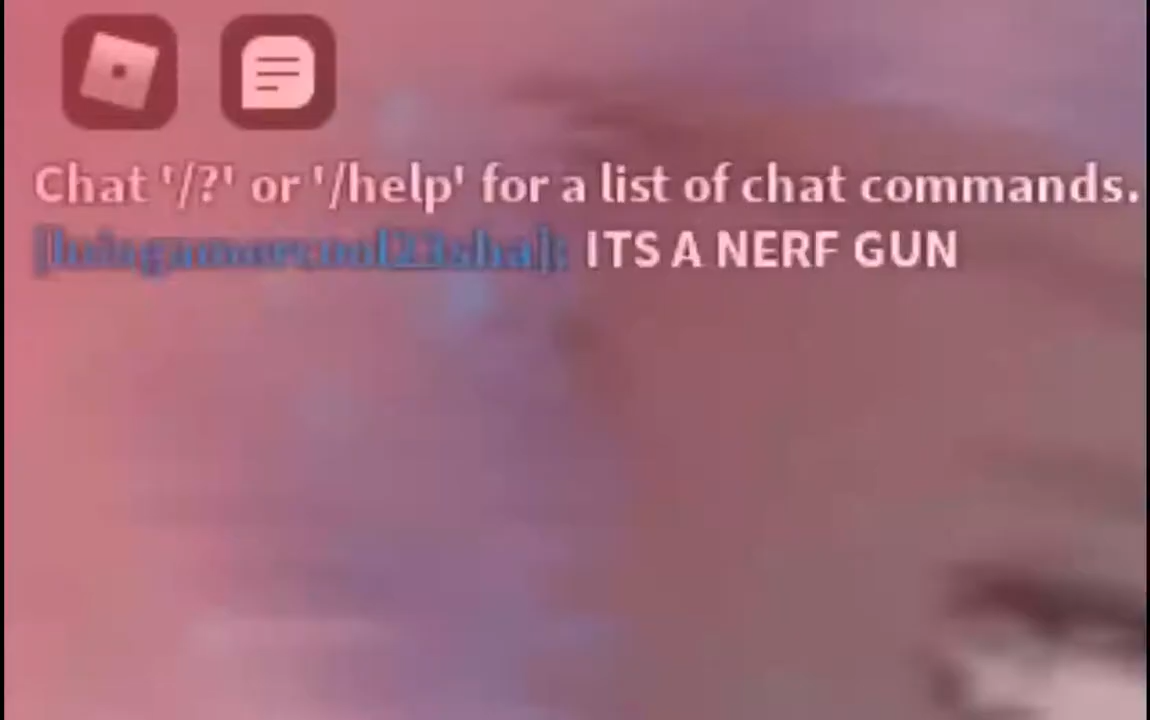 Chat '/?' or '/help' for a list of chat commands.
ITS A NERF GUN